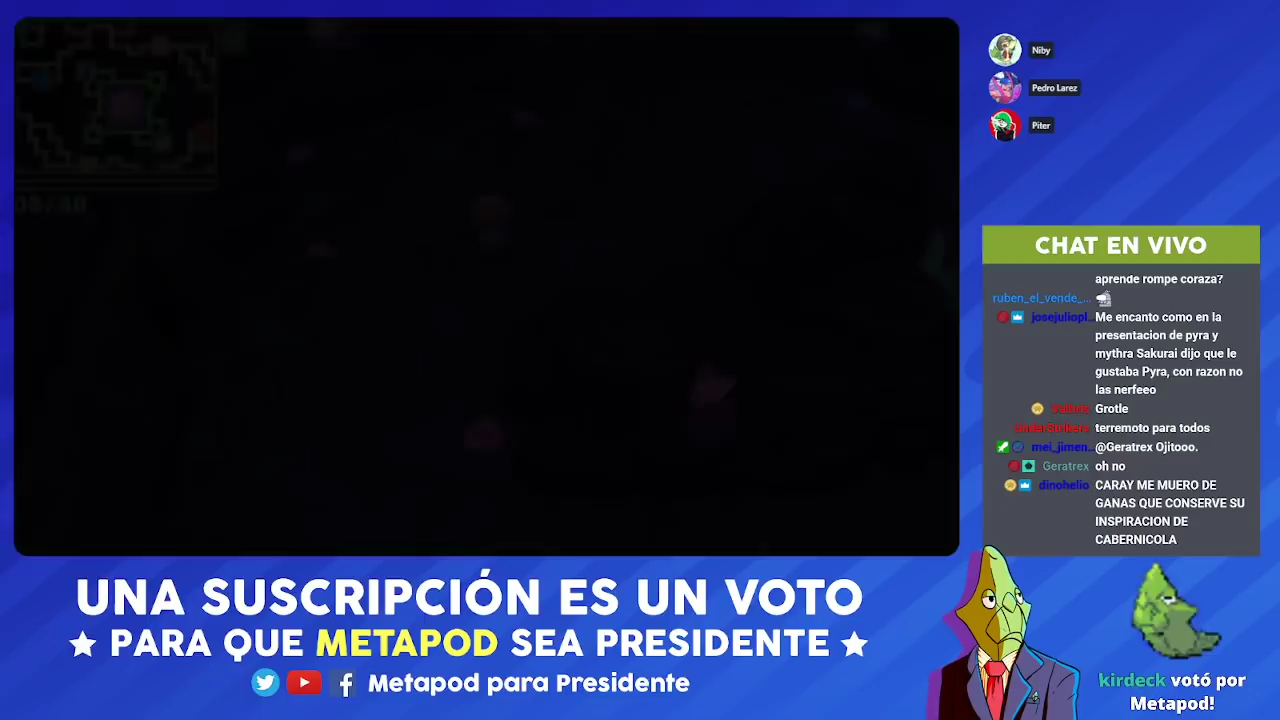 Niby
Pedro Larez
Piter
CHAT EN VIVO
aprende rompe coraza?
ruben_el_vende_...
josejuliopl... Me encanto como en la
presentacion de pyra y
mythra Sakurai dijo que le
gustaba Pyra, con razon no
las nerfeeo
Grotle
terremoto para todos
mei_jimen... @Geratrex Ojitooo.
Geratrex oh no
dinohelio CARAY ME MUERO DE
GANAS QUE CONSERVE SU
INSPIRACION DE
CABERNICOLA
UNA SUSCRIPCIÓN ES UN VOTO
PARA QUE METAPOD SEA PRESIDENTE
Metapod para Presidente
kirdeck votó por
Metapod!